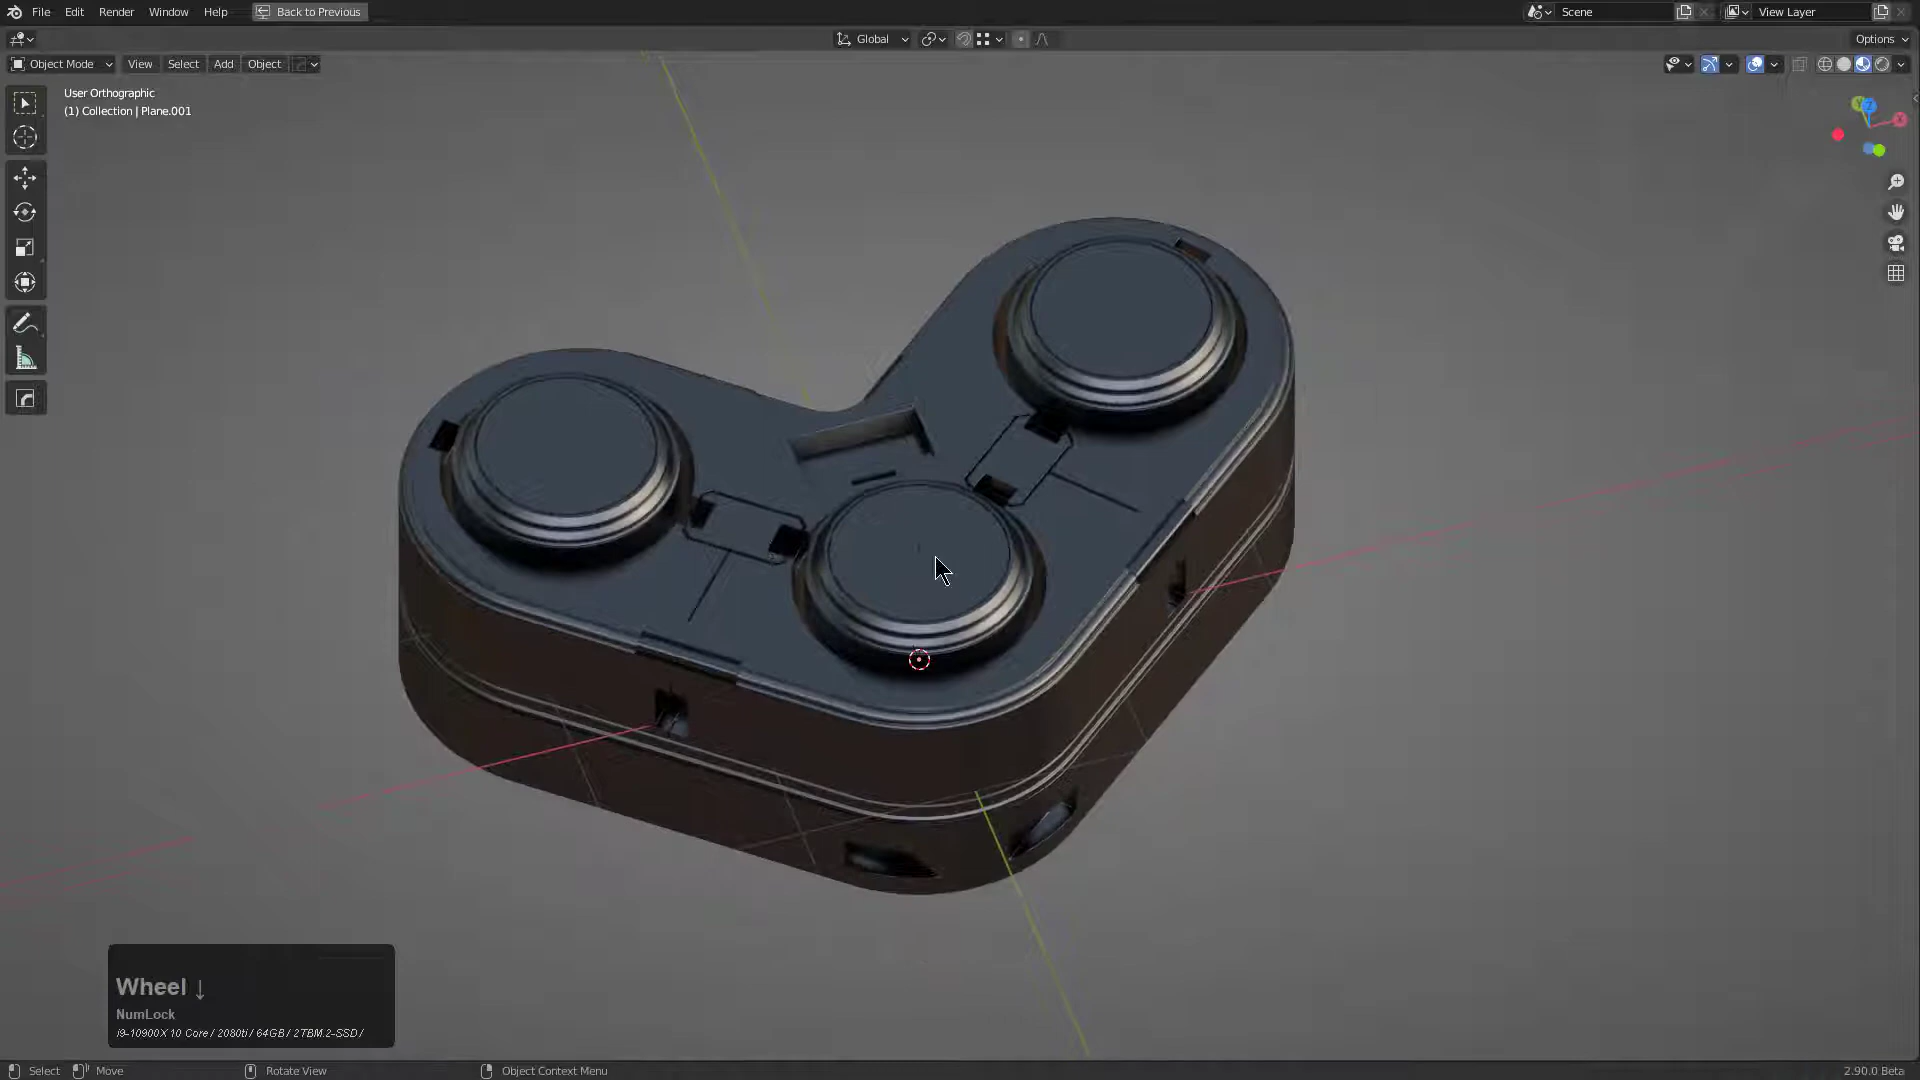 File Edit Render Window Help Back to Previous Scene View Layer
Global Options
Object Mode View Select Add Object
User Orthographic
(1) Collection | Plane.001
Y Z X
Wheel ↓
NumLock
i9-10900X 10 Core / 2080ti / 64GB / 2TBM.2-SSD /
Select Move Rotate View Object Context Menu 2.90.0 Beta